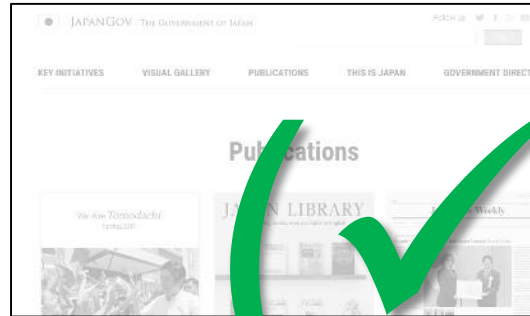 JAPANGOV THE GOVERNMENT OF JAPAN
Follow us
KEY INITIATIVES VISUAL GALLERY PUBLICATIONS THIS IS JAPAN GOVERNMENT DIRECT
Publications
We Are Tomodachi
JAPAN LIBRARY
Weekly